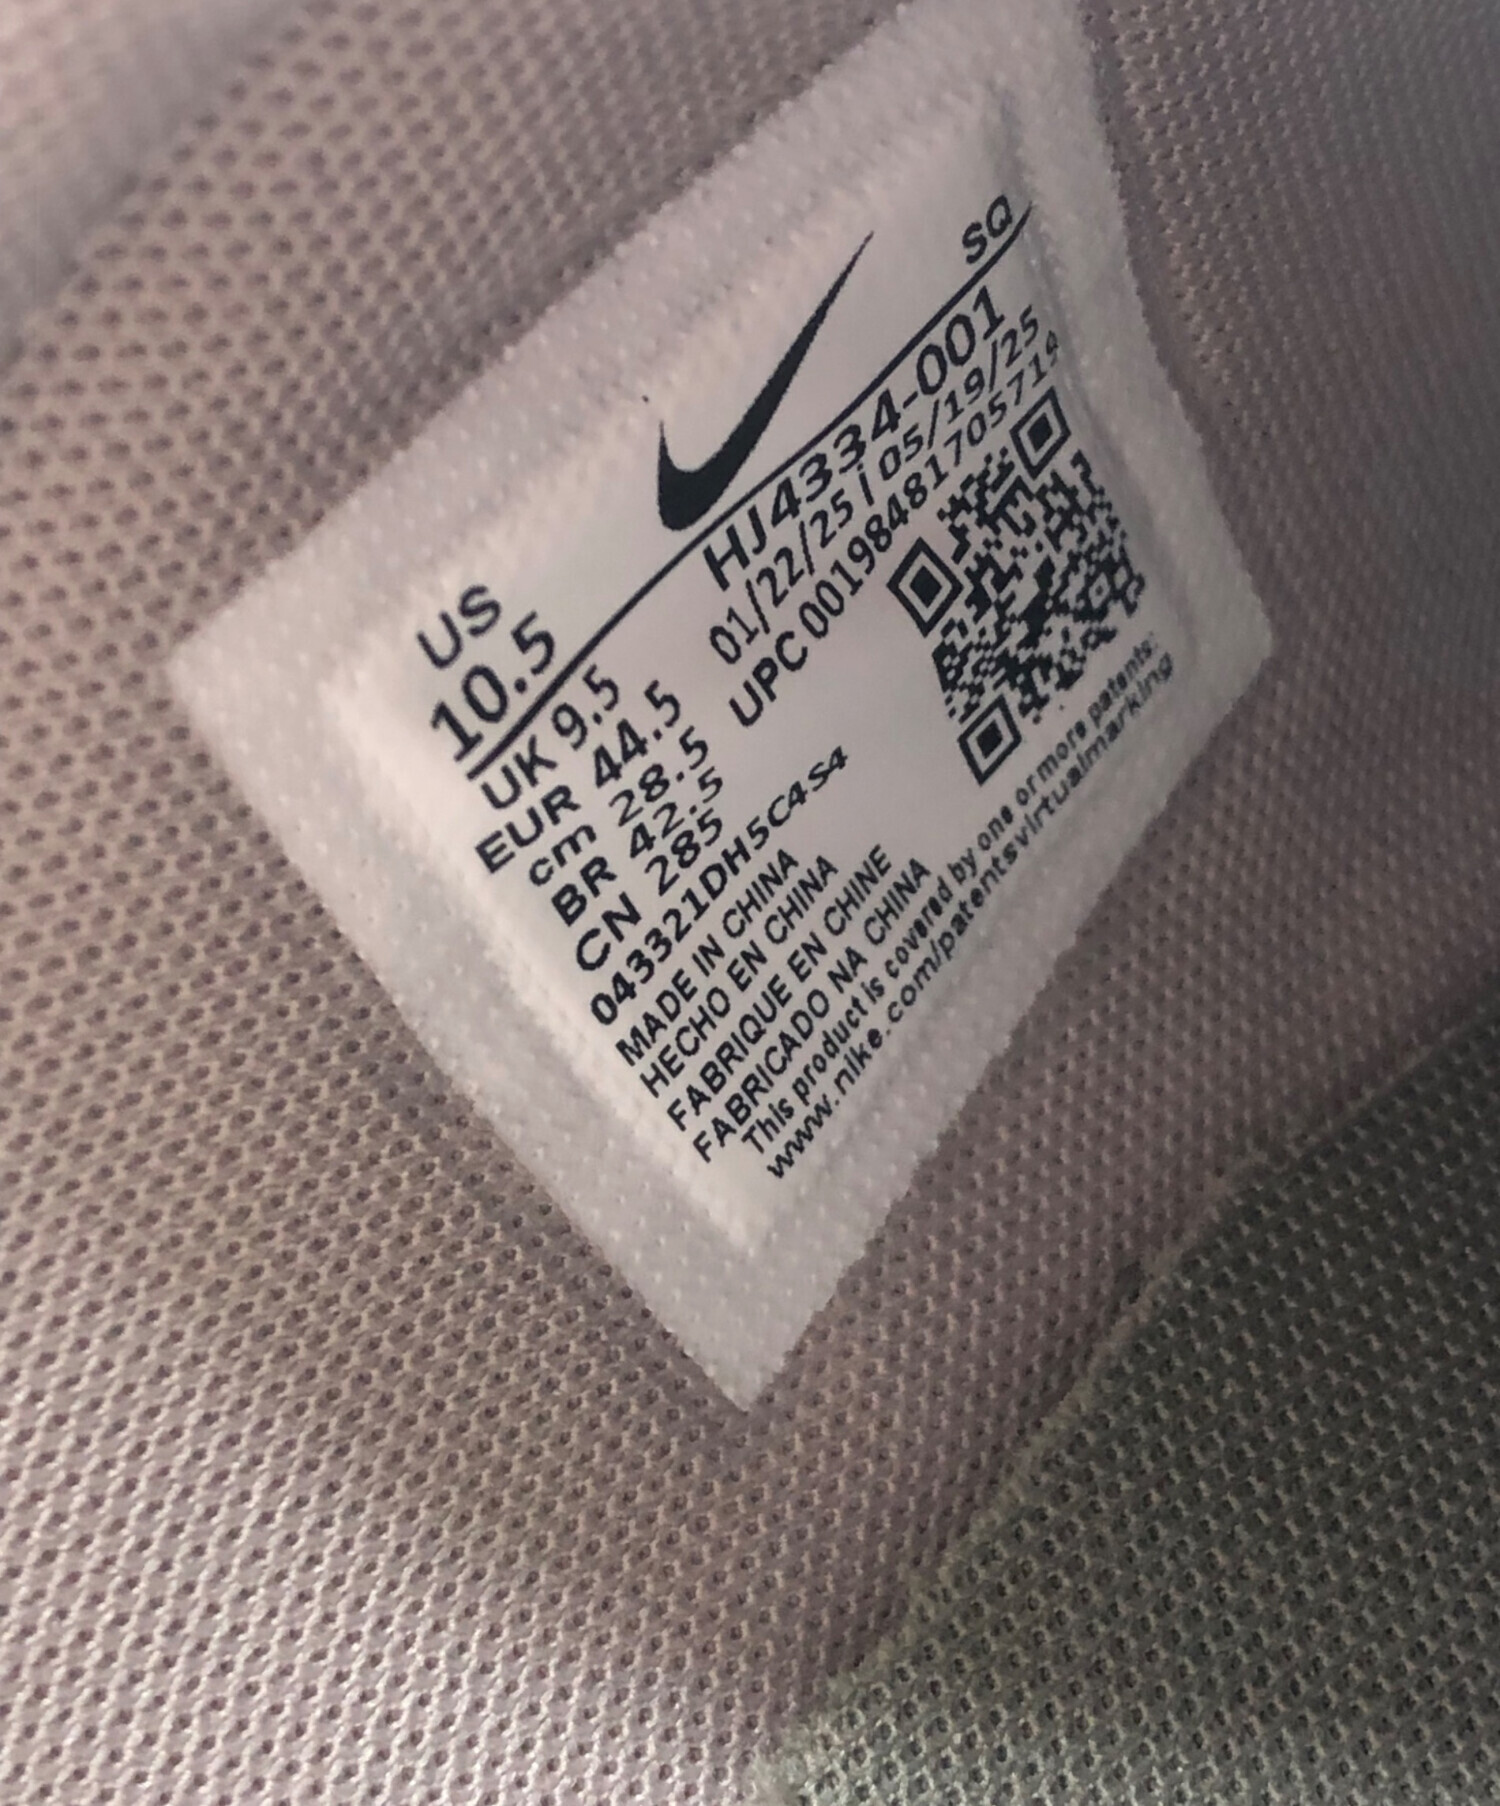 SQ
US
10.5
UK 9.5
EUR 44.5
cm 28.5
BR 42.5
CN 285
HJ4334-001
01/22/25 | 05/19/25
UPC 00198481705719
043321DH5C4S4
MADE IN CHINA
HECHO EN CHINA
FABRIQUE EN CHINE
FABRICADO NA CHINA
This product is covered by one or more patents:
www.nike.com/patentsvirtualmarking